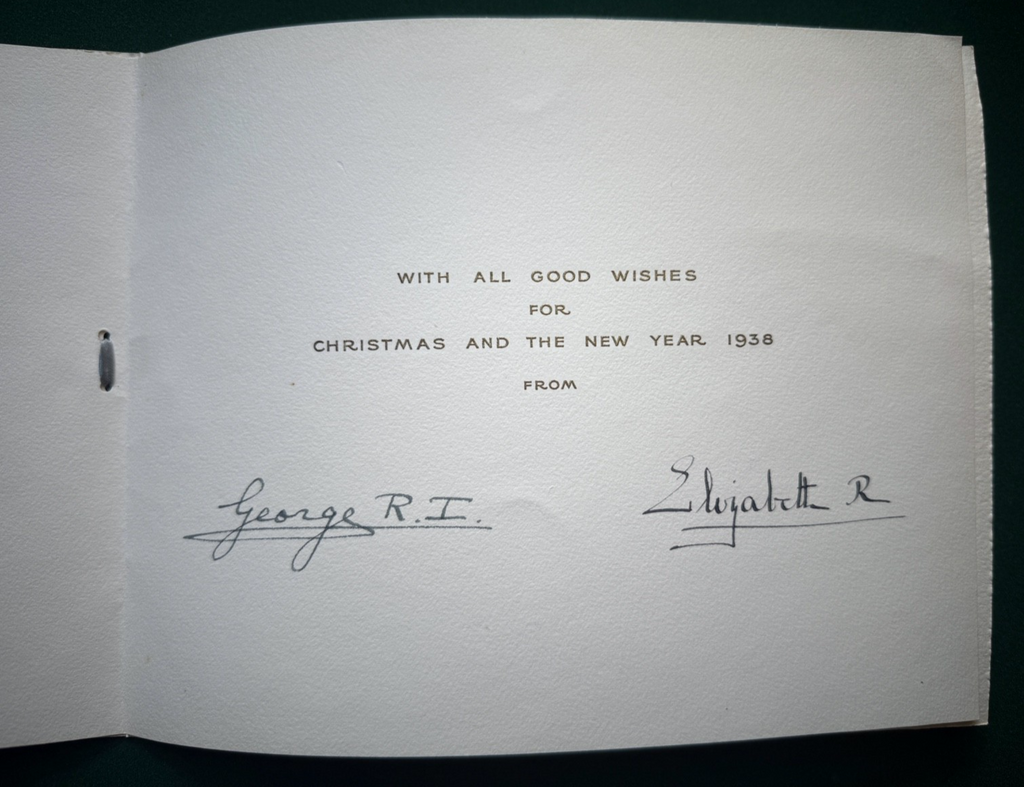 WITH ALL GOOD WISHES
FOR
CHRISTMAS AND THE NEW YEAR 1938
FROM
George R.I. Elizabeth R